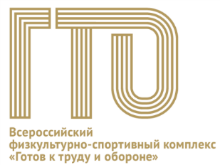 ГТО
Всероссийский
физкультурно-спортивный комплекс
«Готов к труду и обороне»